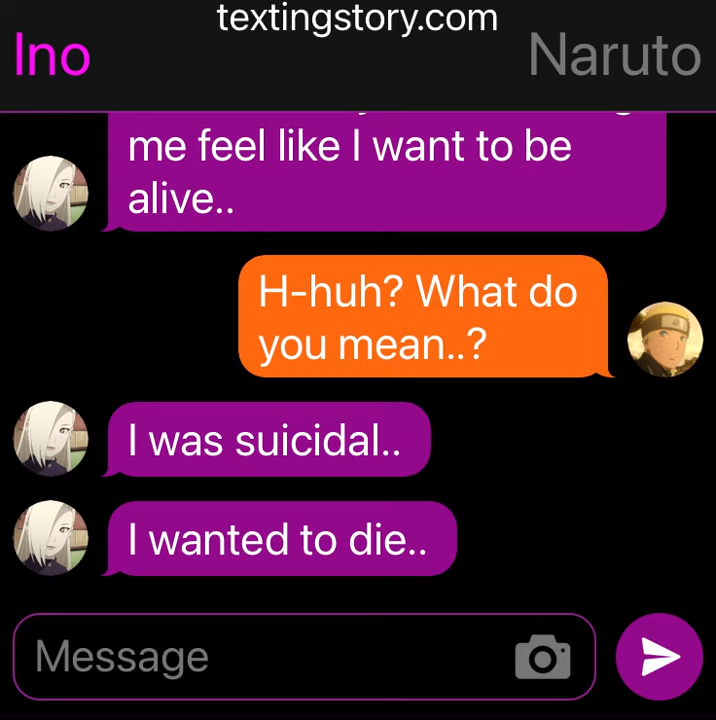 textingstory.com
Ino
Naruto
me feel like I want to be
alive..
H-huh? What do
you mean..?
I was suicidal..
I wanted to die..
Message